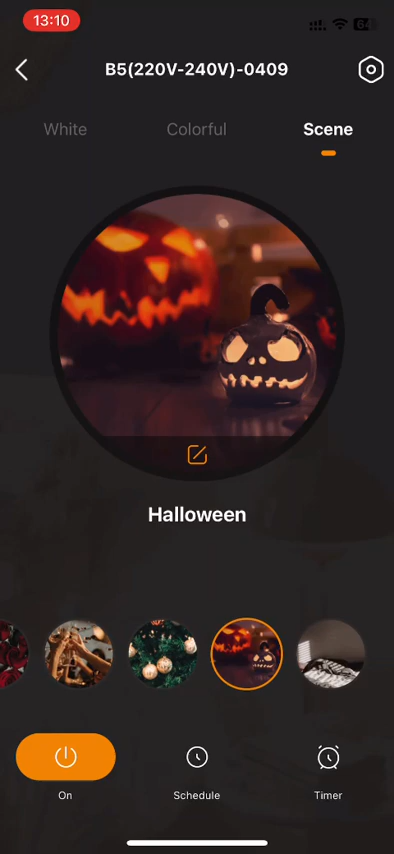 13:10
B5(220V-240V)-0409
White
Colorful
Scene
Halloween
On
Schedule
Timer